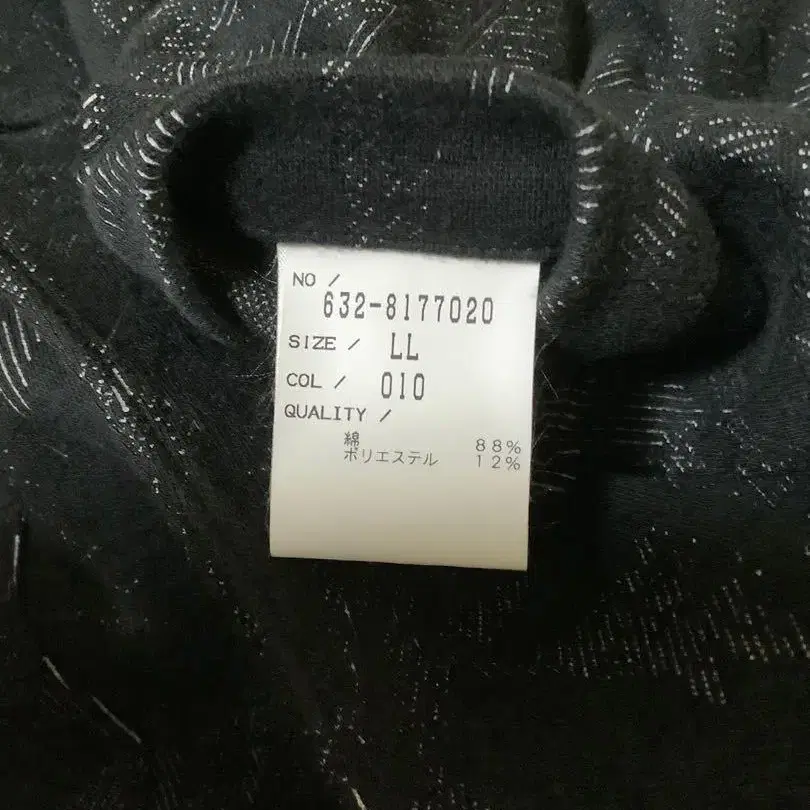 NO /
632-8177020
SIZE / LL
COL / 010
QUALITY /
綿 88%
ポリエステル 12%